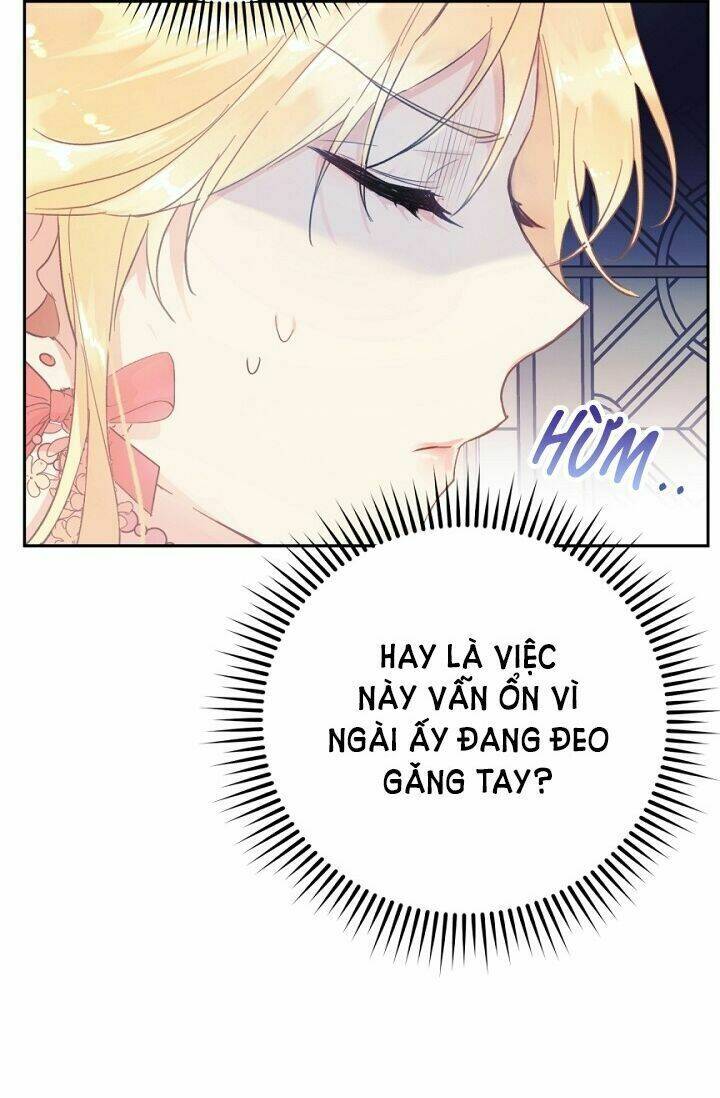 HỪM..
HAY LÀ VIỆC
NÀY VẪN ỔN VÌ
NGÀI ẤY ĐANG ĐEO
GĂNG TAY?